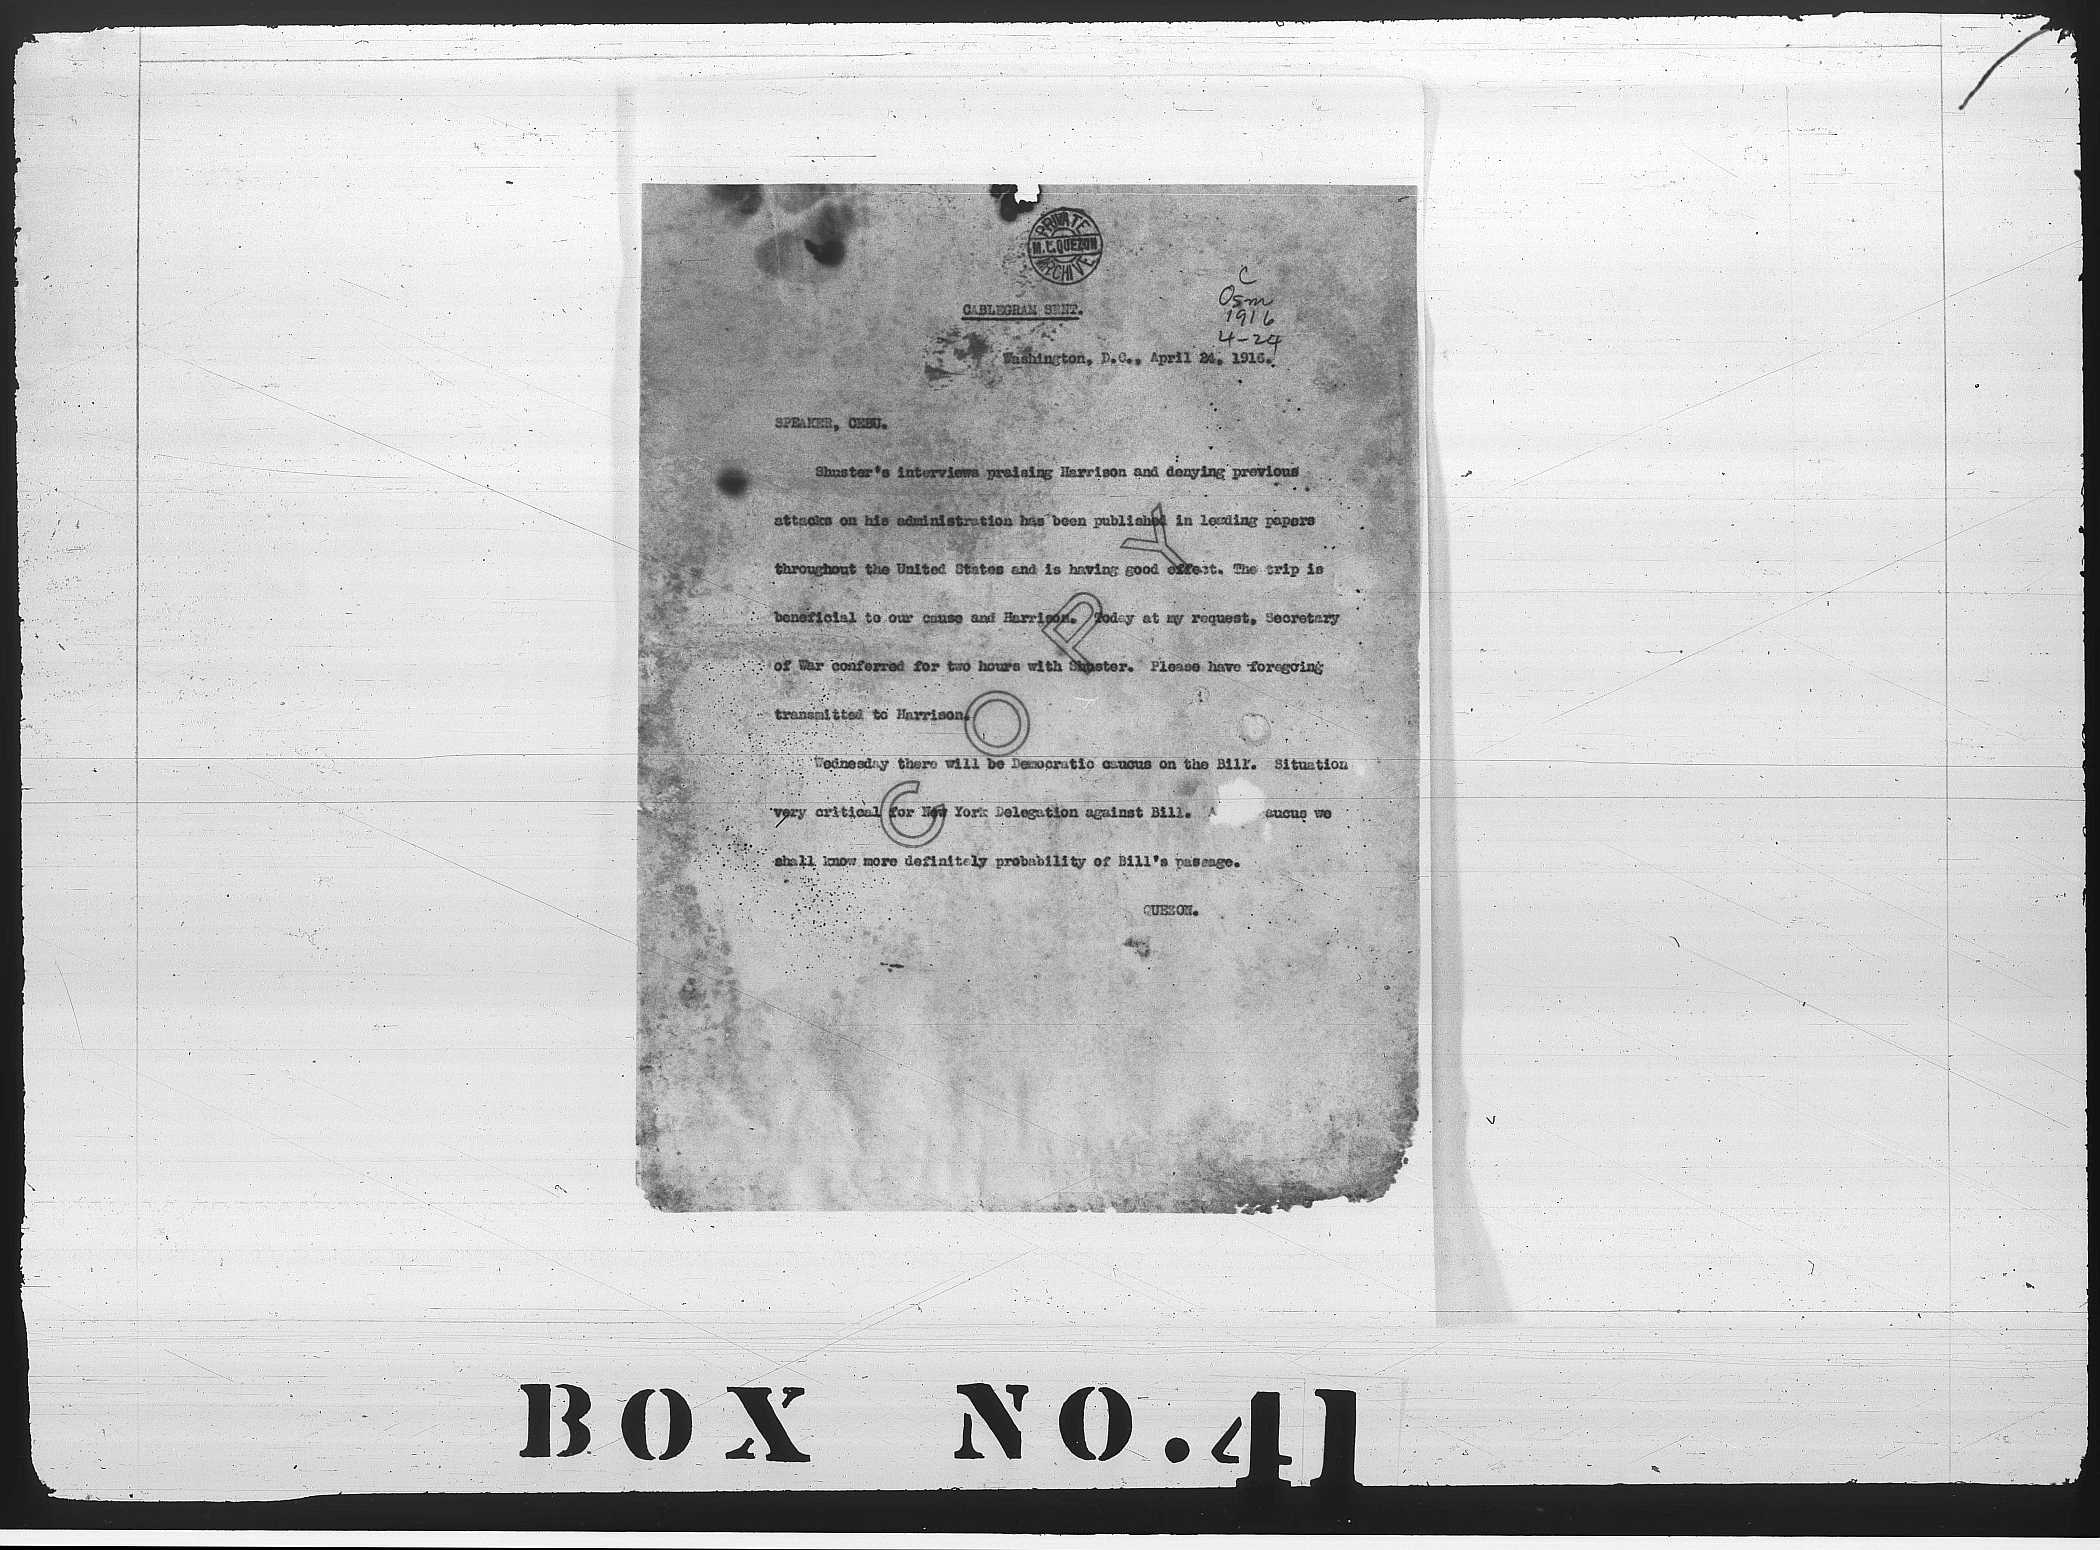 PRIVATE
M.L.QUEZON
ARCHIVE
C
Osm
1916
4-24
CABLEGRAM SENT.
Washington, D.C., April 24, 1916.
SPEAKER, CEBU.
Shuster's interviews praising Harrison and denying previous
attacks on his administration has been published in leading papers
throughout the United States and is having good effect. The trip is
beneficial to our cause and Harrison. Today at my request, Secretary
of War conferred for two hours with Shuster. Please have foregoing
transmitted to Harrison.
Wednesday there will be Democratic caucus on the Bill. Situation
very critical for New York Delegation against Bill. A aucus we
shall know more definitely probability of Bill's passage.
QUEZON.
COPY
BOX NO.41